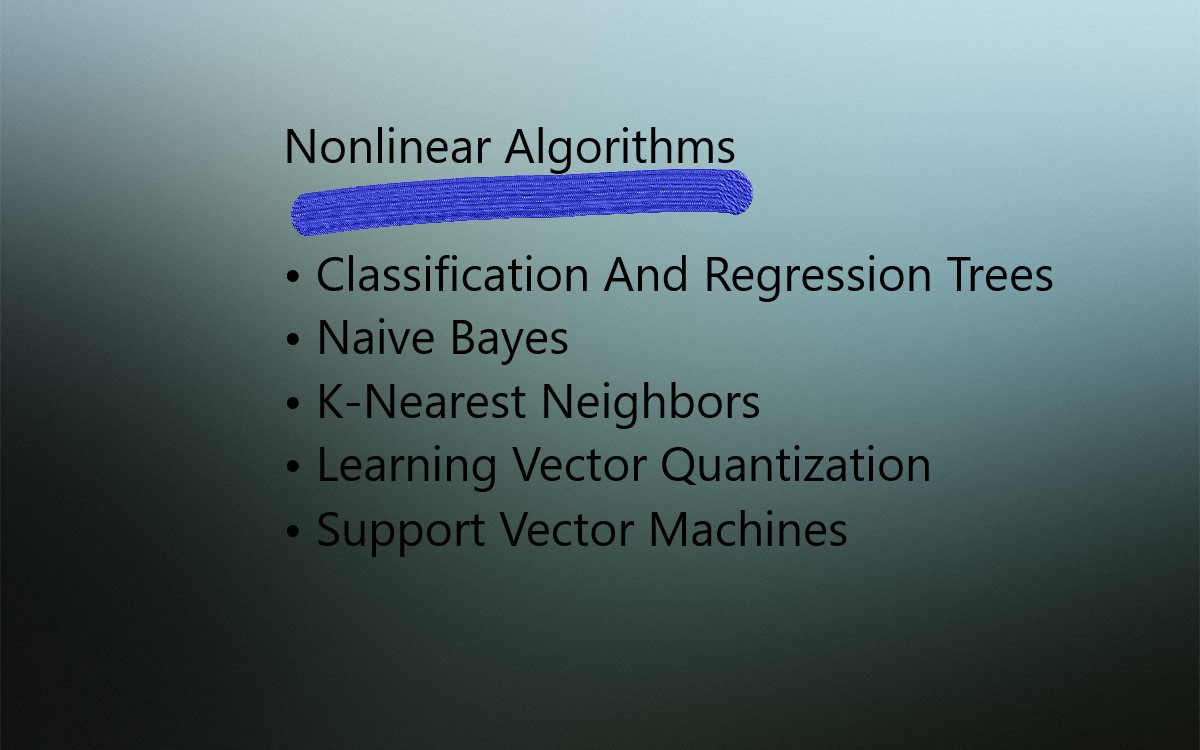 Nonlinear Algorithms
• Classification And Regression Trees
• Naive Bayes
• K-Nearest Neighbors
• Learning Vector Quantization
• Support Vector Machines